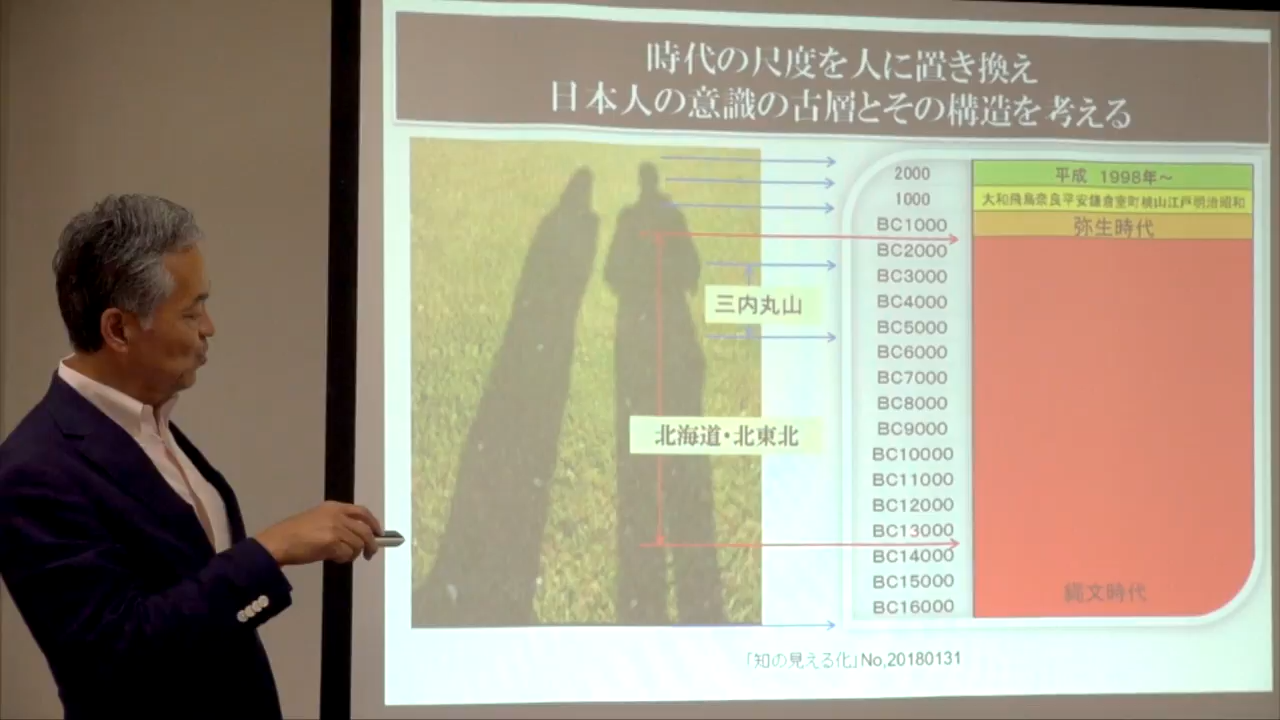 時代の尺度を人に置き換え
日本人の意識の古層とその構造を考える
2000
1000
BC1000
BC2000
BC3000
BC4000
BC5000
BC6000
BC7000
BC8000
BC9000
BC10000
BC11000
BC12000
BC13000
BC14000
BC15000
BC16000
平成 1998年～
大和飛鳥奈良平安鎌倉室町桃山江戸明治昭和
弥生時代
縄文時代
三内丸山
北海道・北東北
「知の見える化」No,20180131